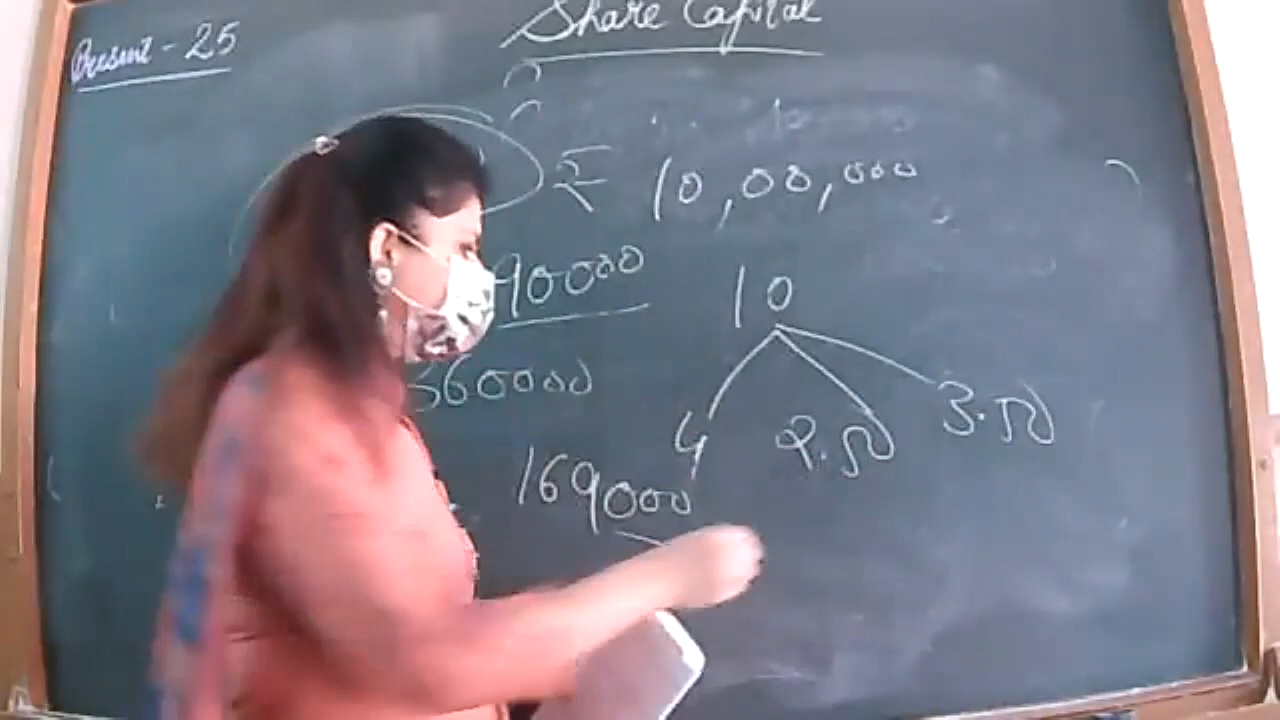 Share Capital
Present - 25
₹ 10,00,000
90000
10
360000
4 2.50 3.50
169000